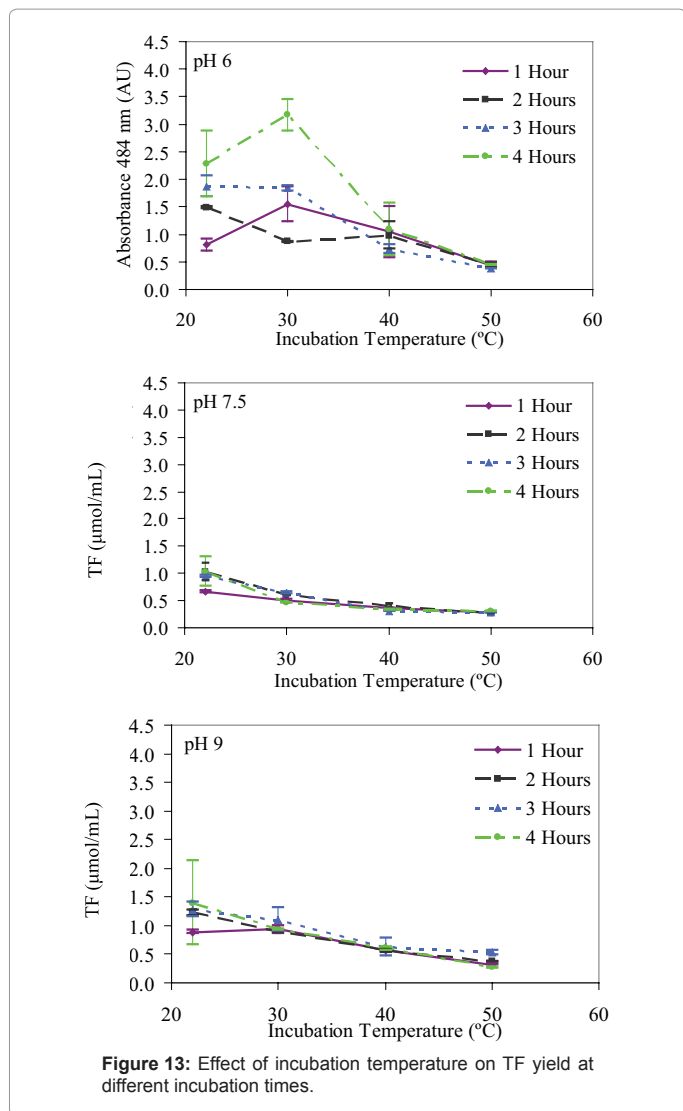 4.5
4.0
3.5
3.0
2.5
2.0
1.5
1.0
0.5
0.0
Absorbance 484 nm (AU)
pH 6
1 Hour
2 Hours
3 Hours
4 Hours
20 30 40 50 60
Incubation Temperature (ºC)
4.5
4.0
3.5
3.0
2.5
2.0
1.5
1.0
0.5
0.0
TF (µmol/mL)
pH 7.5
1 Hour
2 Hours
3 Hours
4 Hours
20 30 40 50 60
Incubation Temperature (ºC)
4.5
4.0
3.5
3.0
2.5
2.0
1.5
1.0
0.5
0.0
TF (µmol/mL)
pH 9
1 Hour
2 Hours
3 Hours
4 Hours
20 30 40 50 60
Incubation Temperature (ºC)
Figure 13: Effect of incubation temperature on TF yield at
different incubation times.